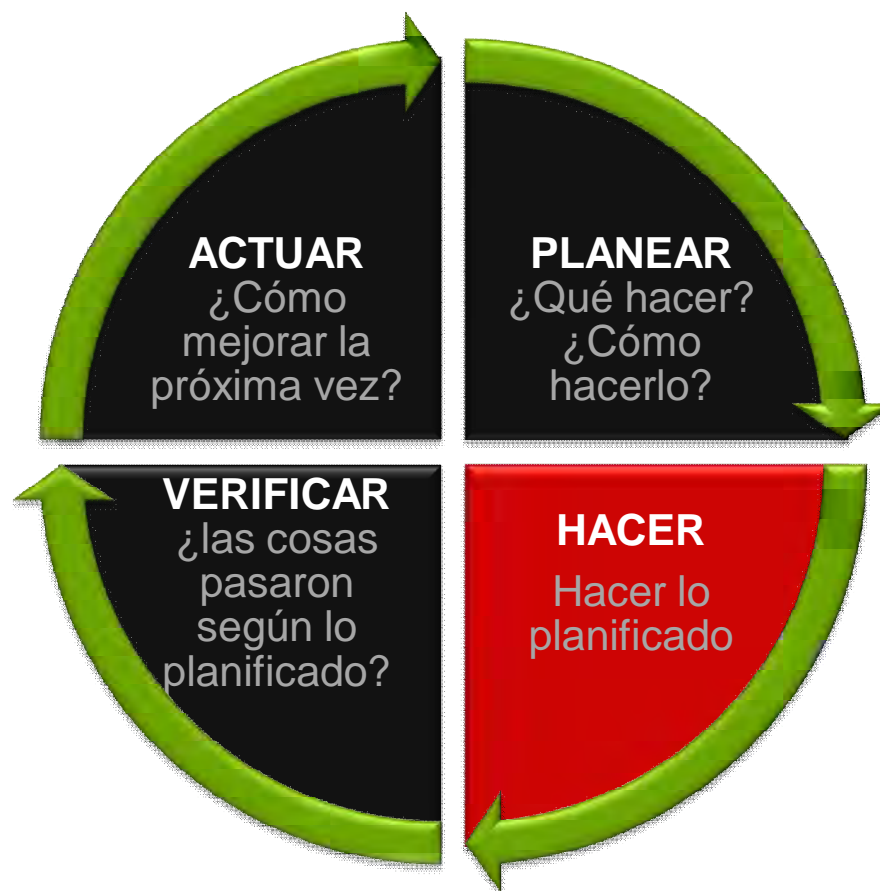 ACTUAR
¿Cómo
mejorar la
próxima vez?
PLANEAR
¿Qué hacer?
¿Cómo
hacerlo?
VERIFICAR
¿las cosas
pasaron
según lo
planificado?
HACER
Hacer lo
planificado